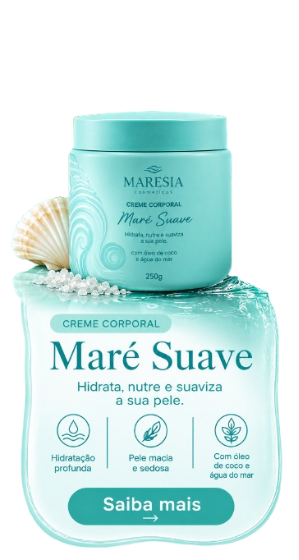 MARESIA
cosméticos
CREME CORPORAL
Maré Suave
Hidrata, nutre e suaviza
a sua pele.
com óleo de coco
e água do mar
250g
CREME CORPORAL
Maré Suave
Hidrata, nutre e suaviza
a sua pele.
Hidratação
profunda
Pele macia
e sedosa
Com óleo
de coco e
água do mar
Saiba mais